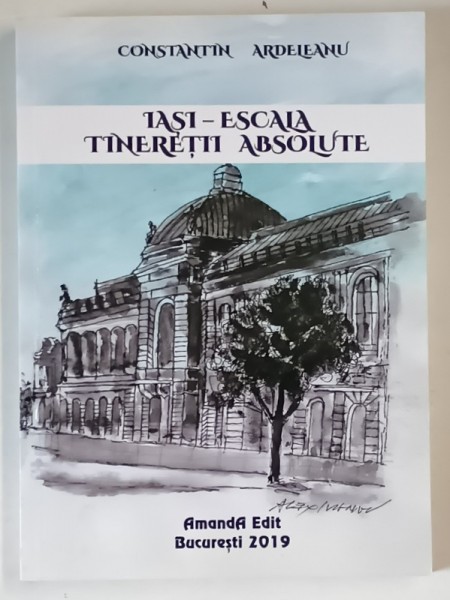 CONSTANTIN ARDELEANU
IAȘI – ESCALA
TINEREȚII ABSOLUTE
AmandA Edit
București 2019